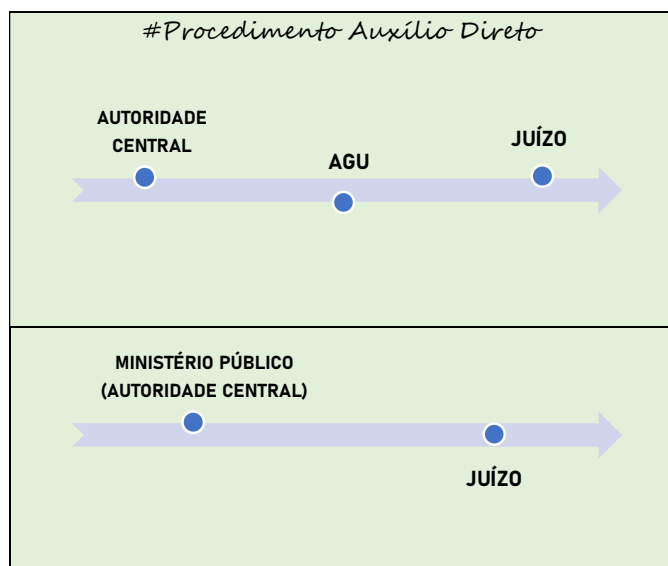 #Procedimento Auxílio Direto
AUTORIDADE
CENTRAL
AGU
JUÍZO
MINISTÉRIO PÚBLICO
(AUTORIDADE CENTRAL)
JUÍZO